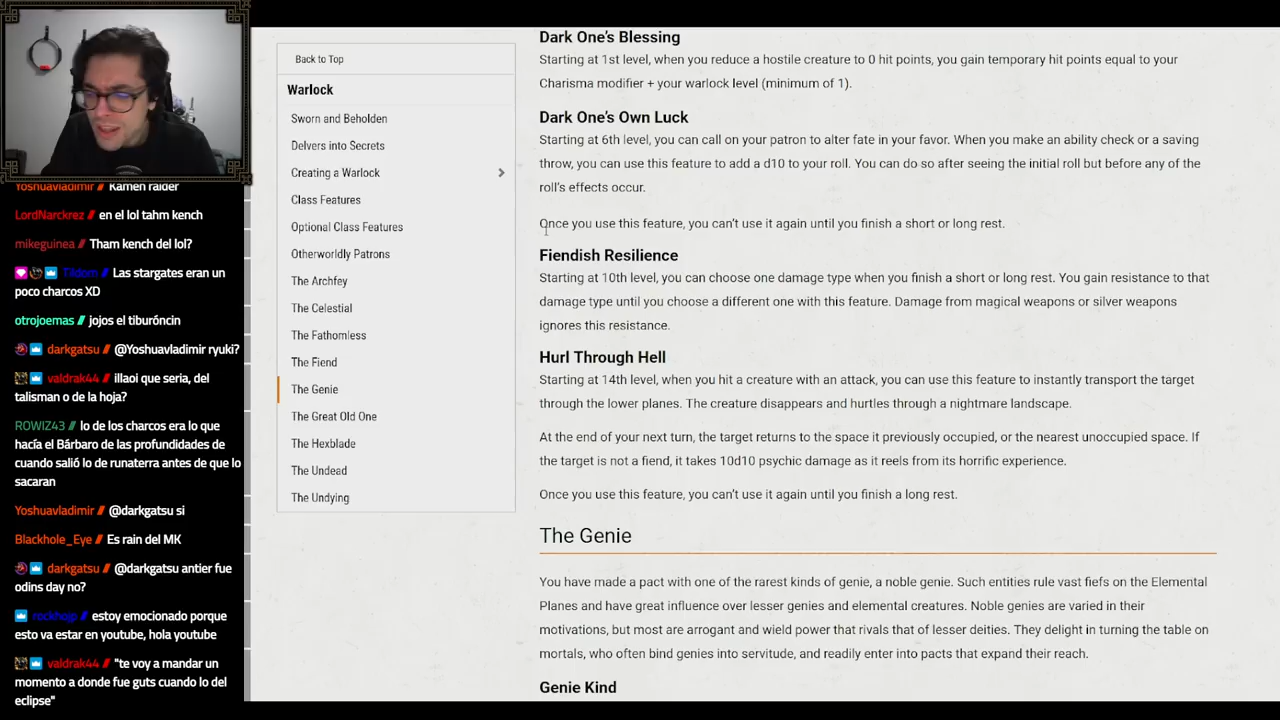 Yoshuavladimir // Kamen raider
LordNarckrez // en el lol tahm kench
mikeguinea // Tham kench del lol?
Tildom // Las stargates eran un
poco charcos XD
otrojoemas // jojos el tiburóncin
darkgatsu // @Yoshuavladimir ryuki?
valdrak44 // illaoi que seria, del
talisman o de la hoja?
ROWIZ43 // lo de los charcos era lo que
hacía el Bárbaro de las profundidades de
cuando salió lo de runaterra antes de que lo
sacaran
Yoshuavladimir // @darkgatsu si
Blackhole_Eye // Es rain del MK
darkgatsu // @darkgatsu antier fue
odins day no?
rockhojp // estoy emocionado porque
esto va estar en youtube, hola youtube
valdrak44 // "te voy a mandar un
momento a donde fue guts cuando lo del
eclipse"
Back to Top
Warlock
Sworn and Beholden
Delvers into Secrets
Creating a Warlock
Class Features
Optional Class Features
Otherworldly Patrons
The Archfey
The Celestial
The Fathomless
The Fiend
The Genie
The Great Old One
The Hexblade
The Undead
The Undying
Dark One's Blessing
Starting at 1st level, when you reduce a hostile creature to 0 hit points, you gain temporary hit points equal to your
Charisma modifier + your warlock level (minimum of 1).
Dark One's Own Luck
Starting at 6th level, you can call on your patron to alter fate in your favor. When you make an ability check or a saving
throw, you can use this feature to add a d10 to your roll. You can do so after seeing the initial roll but before any of the
roll's effects occur.
Once you use this feature, you can't use it again until you finish a short or long rest.
Fiendish Resilience
Starting at 10th level, you can choose one damage type when you finish a short or long rest. You gain resistance to that
damage type until you choose a different one with this feature. Damage from magical weapons or silver weapons
ignores this resistance.
Hurl Through Hell
Starting at 14th level, when you hit a creature with an attack, you can use this feature to instantly transport the target
through the lower planes. The creature disappears and hurtles through a nightmare landscape.
At the end of your next turn, the target returns to the space it previously occupied, or the nearest unoccupied space. If
the target is not a fiend, it takes 10d10 psychic damage as it reels from its horrific experience.
Once you use this feature, you can't use it again until you finish a long rest.
The Genie
You have made a pact with one of the rarest kinds of genie, a noble genie. Such entities rule vast fiefs on the Elemental
Planes and have great influence over lesser genies and elemental creatures. Noble genies are varied in their
motivations, but most are arrogant and wield power that rivals that of lesser deities. They delight in turning the table on
mortals, who often bind genies into servitude, and readily enter into pacts that expand their reach.
Genie Kind